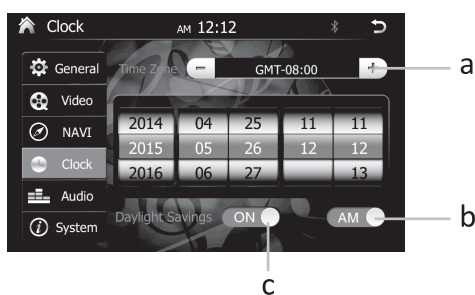 Clock AM 12:12
General
Time Zone − GMT-08:00 +
a
Video
NAVI
2014 04 25 11 11
2015 05 26 12 12
2016 06 27 13
Clock
Audio
Daylight Savings ON AM
b
System
c